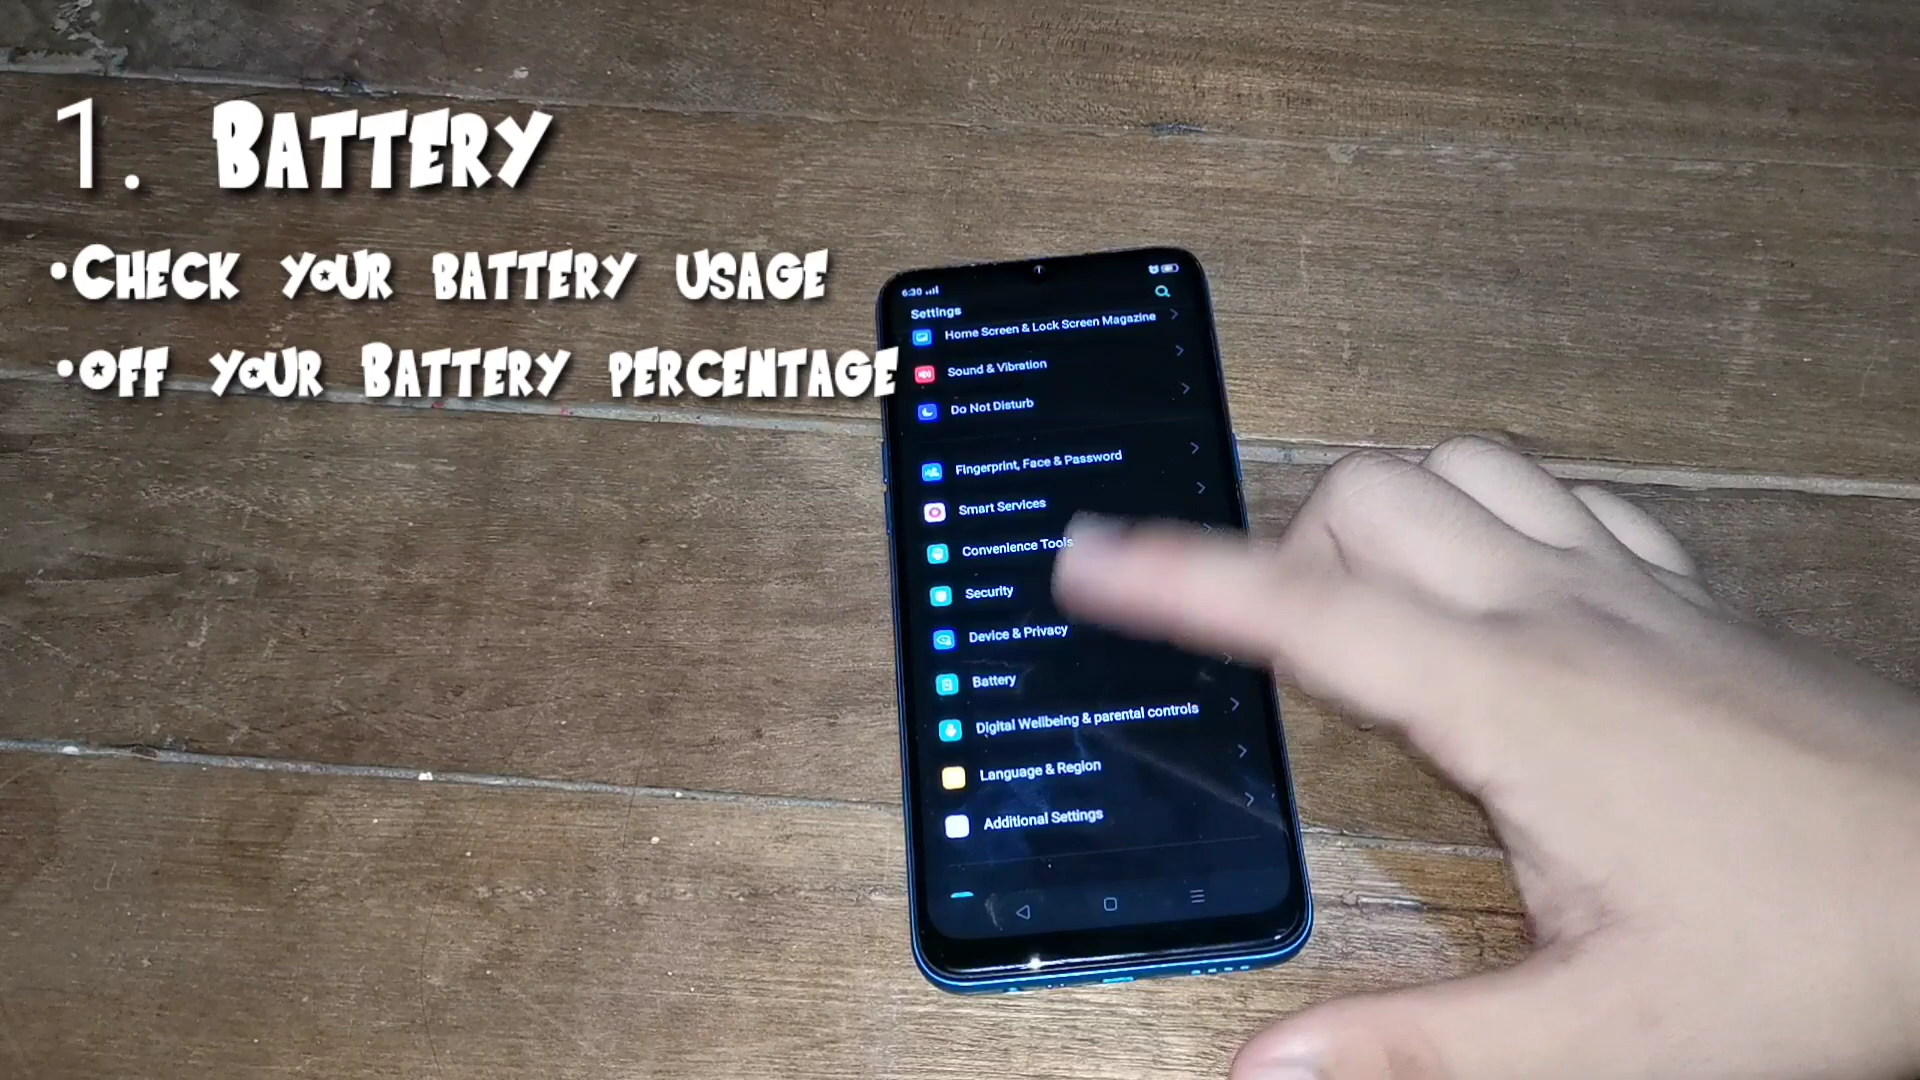 1. BATTERY
•CHECK YOUR BATTERY USAGE
•OFF YOUR BATTERY PERCENTAGE
6:30
Settings
Home Screen & Lock Screen Magazine
Sound & Vibration
Do Not Disturb
Fingerprint, Face & Password
Smart Services
Convenience Tools
Security
Device & Privacy
Battery
Digital Wellbeing & parental controls
Language & Region
Additional Settings